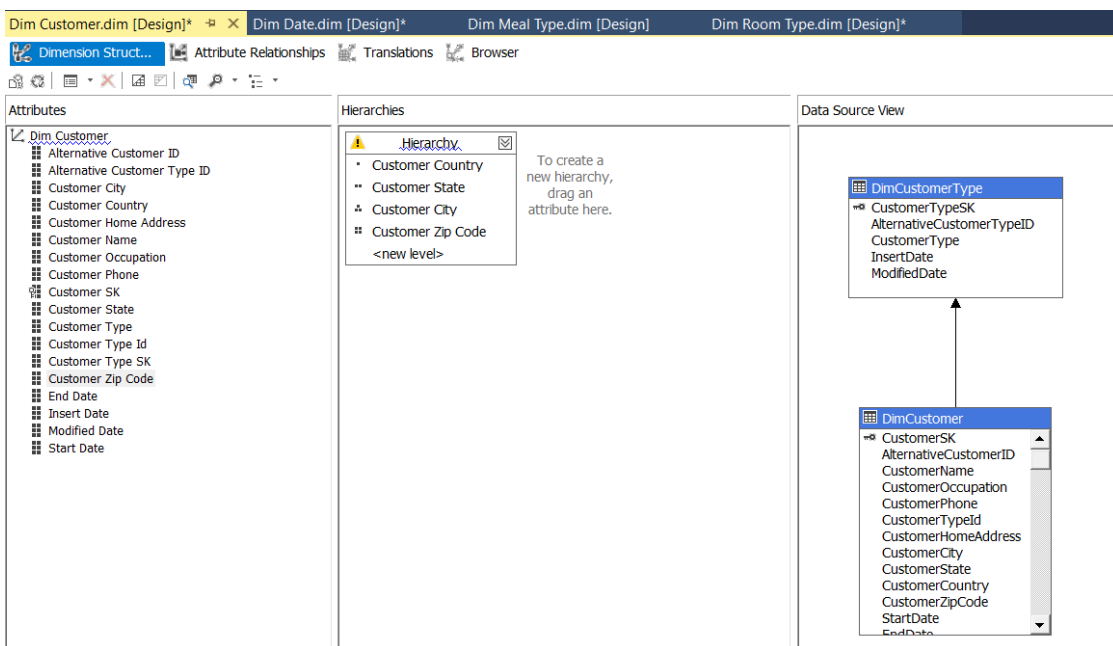 Dim Customer.dim [Design]* Dim Date.dim [Design]* Dim Meal Type.dim [Design] Dim Room Type.dim [Design]*
Dimension Struct... Attribute Relationships Translations Browser
Attributes
Dim Customer
Alternative Customer ID
Alternative Customer Type ID
Customer City
Customer Country
Customer Home Address
Customer Name
Customer Occupation
Customer Phone
Customer SK
Customer State
Customer Type
Customer Type Id
Customer Type SK
Customer Zip Code
End Date
Insert Date
Modified Date
Start Date
Hierarchies
Hierarchy
Customer Country
Customer State
Customer City
Customer Zip Code
<new level>
To create a
new hierarchy,
drag an
attribute here.
Data Source View
DimCustomerType
CustomerTypeSK
AlternativeCustomerTypeID
CustomerType
InsertDate
ModifiedDate
DimCustomer
CustomerSK
AlternativeCustomerID
CustomerName
CustomerOccupation
CustomerPhone
CustomerTypeId
CustomerHomeAddress
CustomerCity
CustomerState
CustomerCountry
CustomerZipCode
StartDate
EndDate